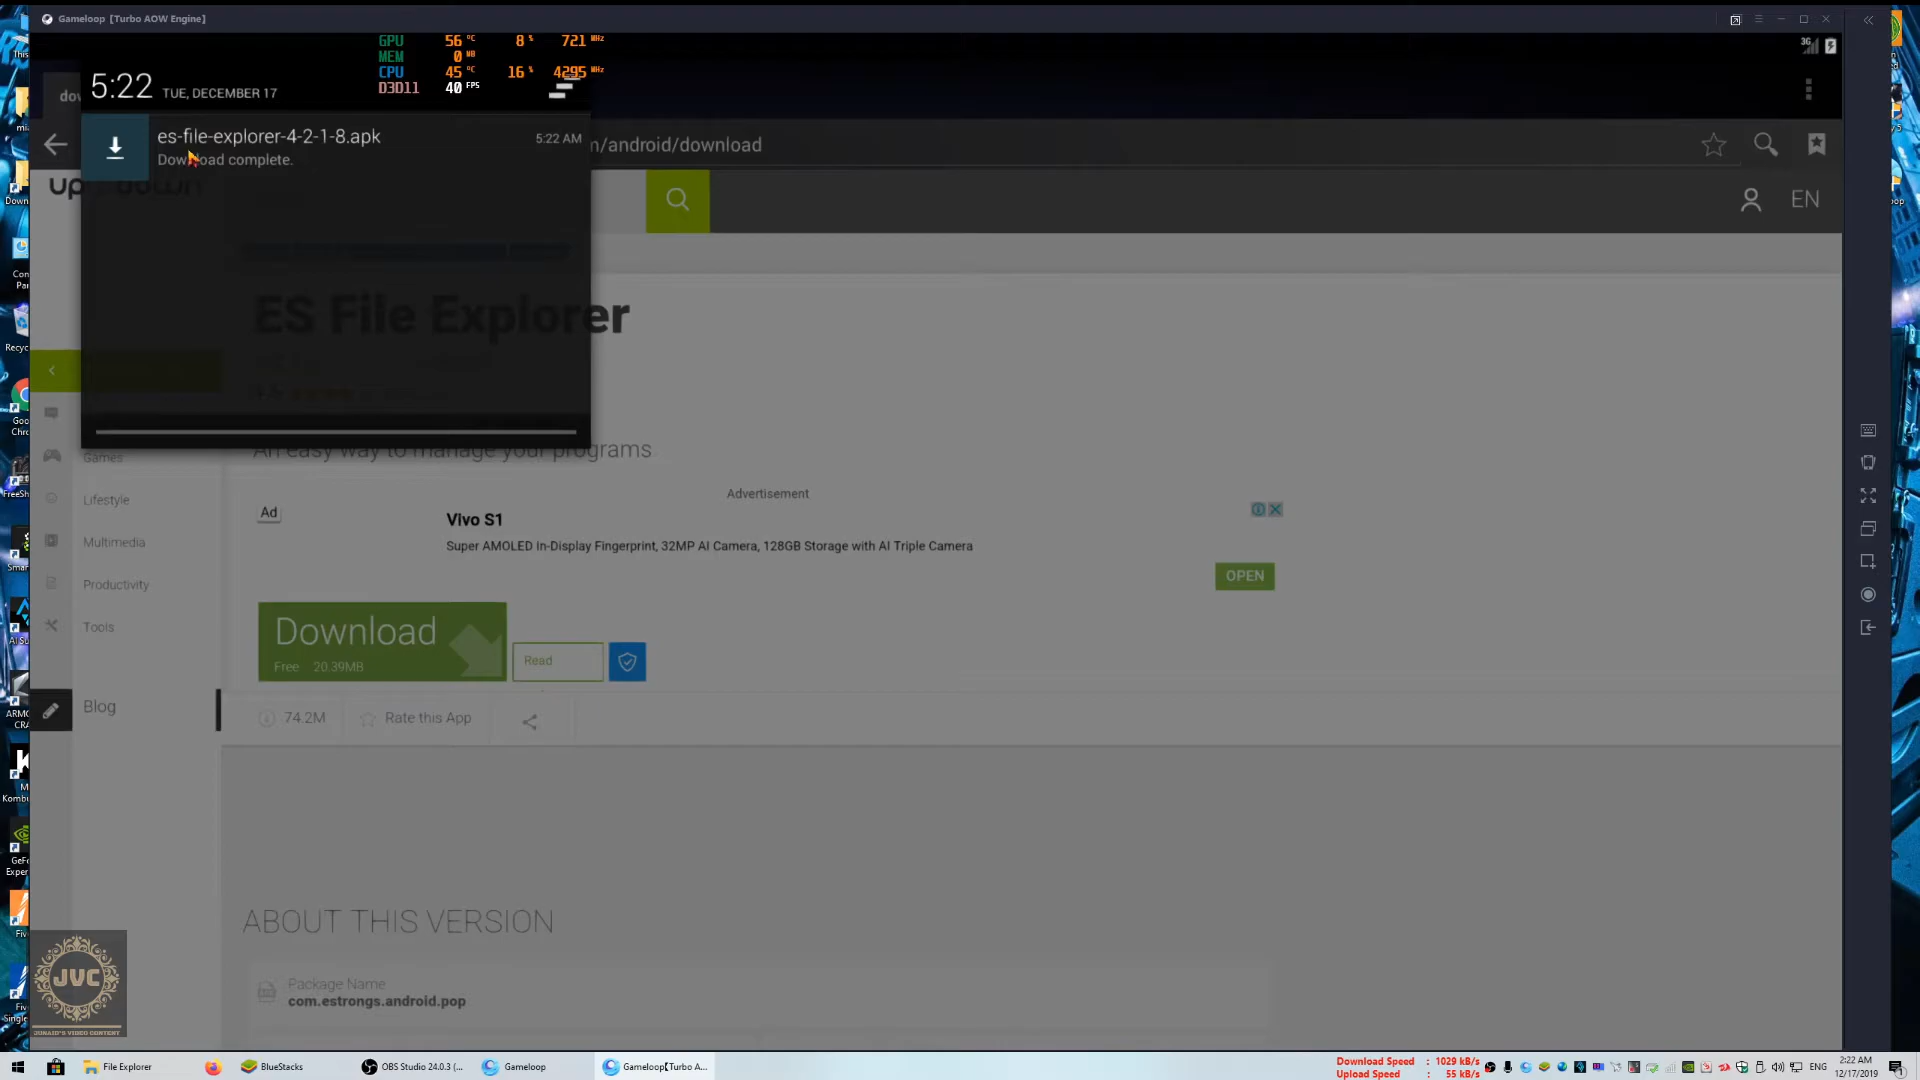 Gameloop [Turbo AOW Engine]
GPU 56 °C 8 % 721 MHz
MEM 0 MB
CPU 45 °C 16 % 4295 MHz
D3D11 40 FPS
3G
5:22 TUE, DECEMBER 17
es-file-explorer-4-2-1-8.apk 5:22 AM
Download complete.
/android/download
EN
ES File Explorer
An easy way to manage your programs
Games
Lifestyle
Multimedia
Productivity
Tools
Blog
Advertisement
Ad
Vivo S1
Super AMOLED In-Display Fingerprint, 32MP AI Camera, 128GB Storage with AI Triple Camera
OPEN
Download
Free 20.39MB
Read
74.2M
Rate this App
ABOUT THIS VERSION
Package Name
com.estrongs.android.pop
JVC
JUNAID'S VIDEO CONTENT
File Explorer
BlueStacks
OBS Studio 24.0.3 (...
Gameloop
Gameloop[Turbo A...
Download Speed : 1029 kB/s
Upload Speed : 55 kB/s
ENG
2:22 AM
12/17/2019